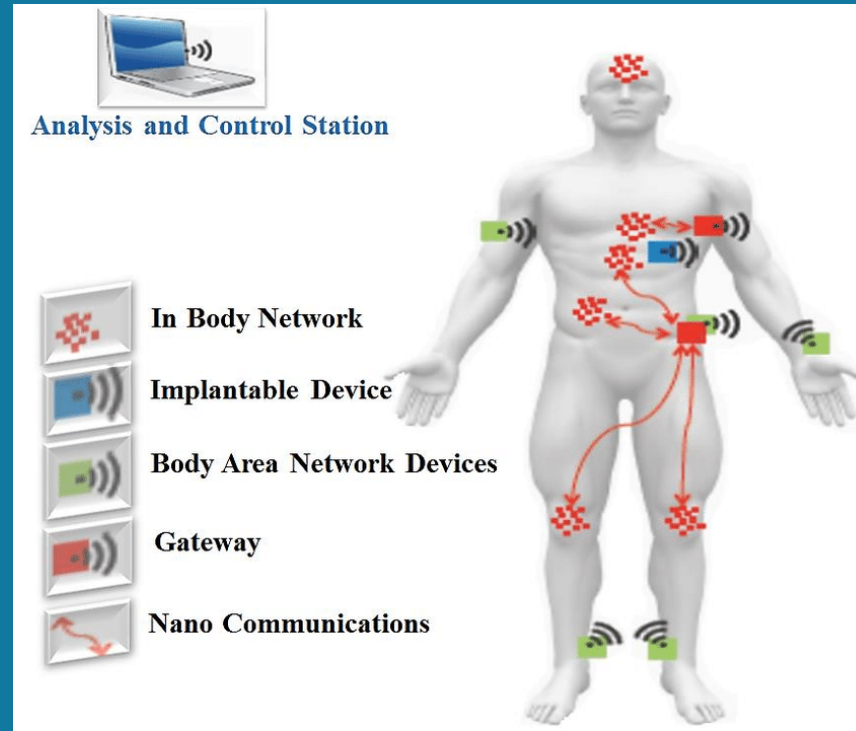 Analysis and Control Station
In Body Network
Implantable Device
Body Area Network Devices
Gateway
Nano Communications